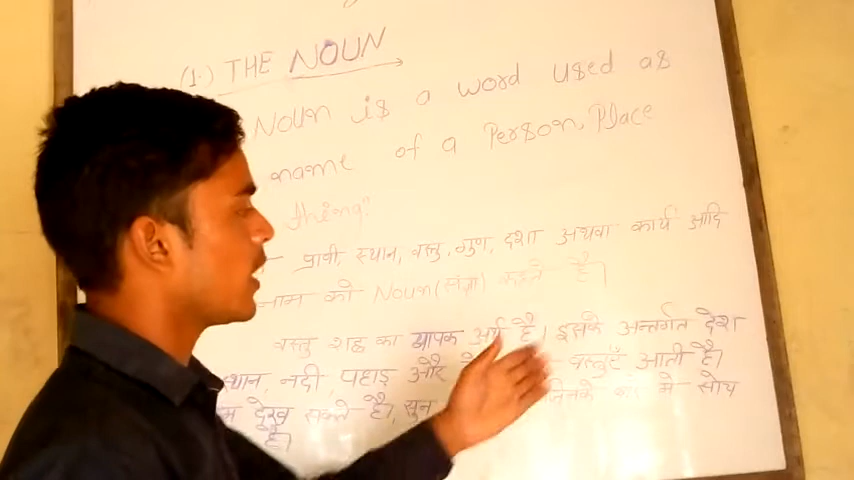 (1.) THE NOUN
Noun is a word used as
name of a Person, Place
thing?
प्राणी, स्थान, वस्तु, गुण, दशा अथवा कार्य आदि
नाम को Noun (संज्ञा) कहते है।
वस्तु शब्द का व्यापक अर्थ है। इसके अन्तर्गत देश
स्थान, नदी, पहाड़ और वस्तुएँ आती है।
देख सकते है, सुन जिनके में सोच
है।